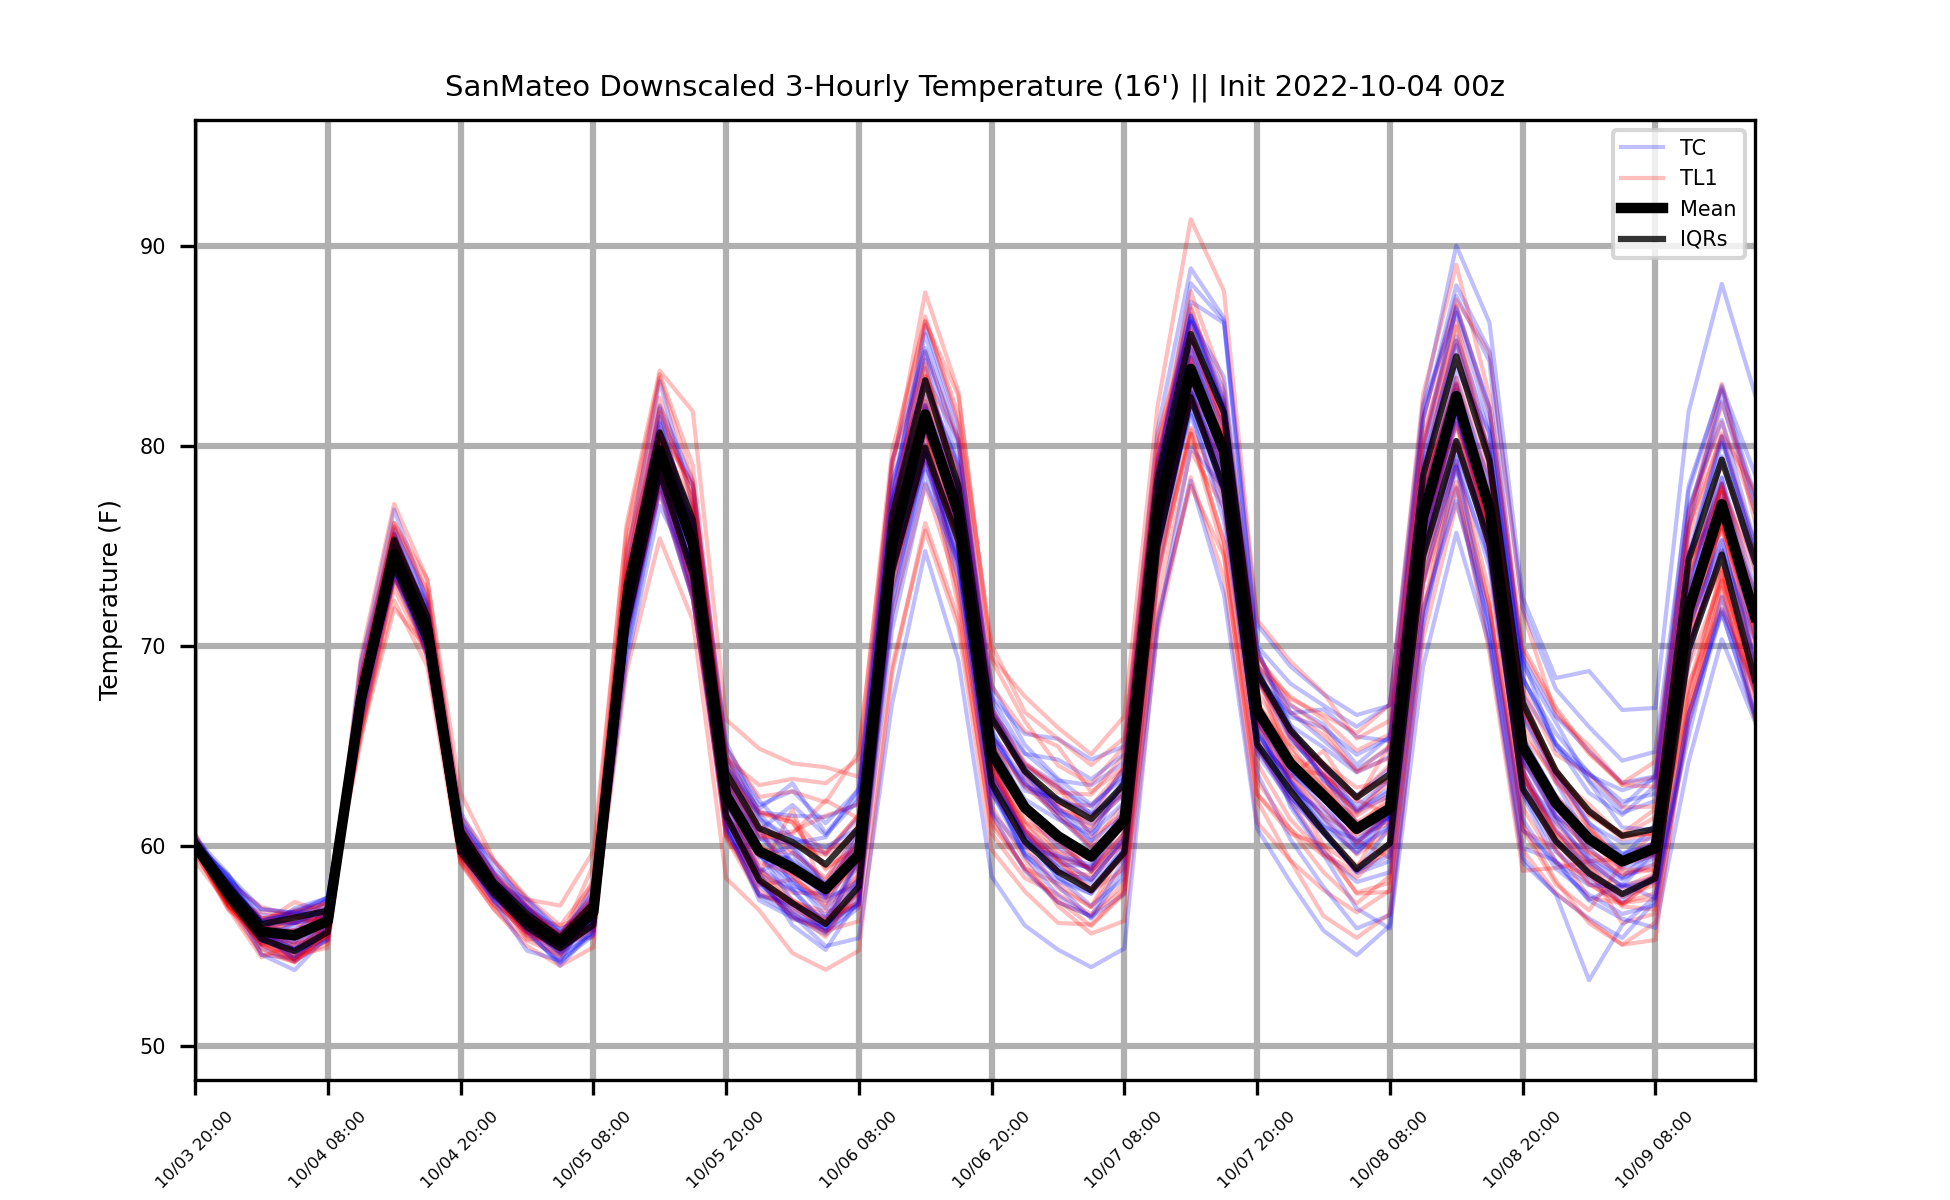 SanMateo Downscaled 3-Hourly Temperature (16') || Init 2022-10-04 00z
TC
TL1
Mean
IQRs
Temperature (F)
90
80
70
60
50
10/03 20:00
10/04 08:00
10/04 20:00
10/05 08:00
10/05 20:00
10/06 08:00
10/06 20:00
10/07 08:00
10/07 20:00
10/08 08:00
10/08 20:00
10/09 08:00